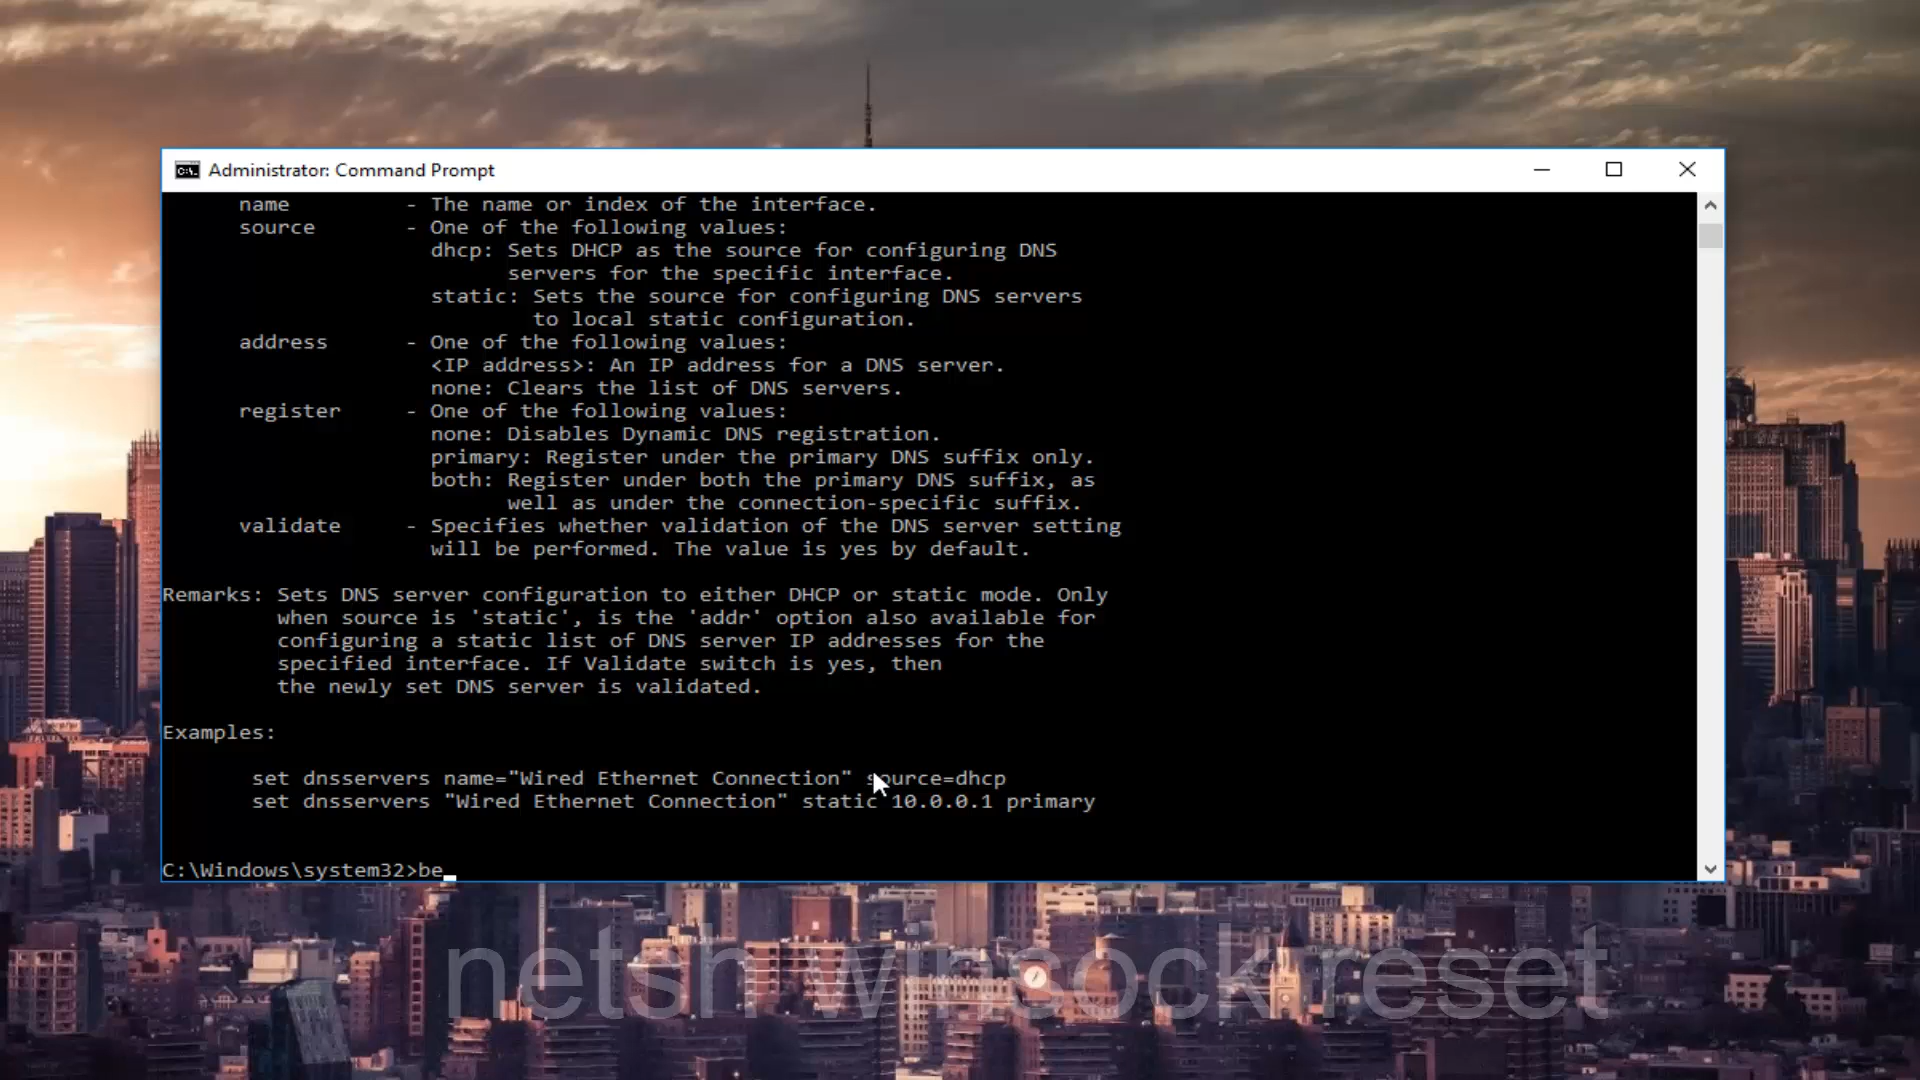 Administrator: Command Prompt
name - The name or index of the interface.
source - One of the following values:
dhcp: Sets DHCP as the source for configuring DNS
servers for the specific interface.
static: Sets the source for configuring DNS servers
to local static configuration.
address - One of the following values:
<IP address>: An IP address for a DNS server.
none: Clears the list of DNS servers.
register - One of the following values:
none: Disables Dynamic DNS registration.
primary: Register under the primary DNS suffix only.
both: Register under both the primary DNS suffix, as
well as under the connection-specific suffix.
validate - Specifies whether validation of the DNS server setting
will be performed. The value is yes by default.
Remarks: Sets DNS server configuration to either DHCP or static mode. Only
when source is 'static', is the 'addr' option also available for
configuring a static list of DNS server IP addresses for the
specified interface. If Validate switch is yes, then
the newly set DNS server is validated.
Examples:
set dnsservers name="Wired Ethernet Connection" source=dhcp
set dnsservers "Wired Ethernet Connection" static 10.0.0.1 primary
C:\Windows\system32>be
netsh winsock reset